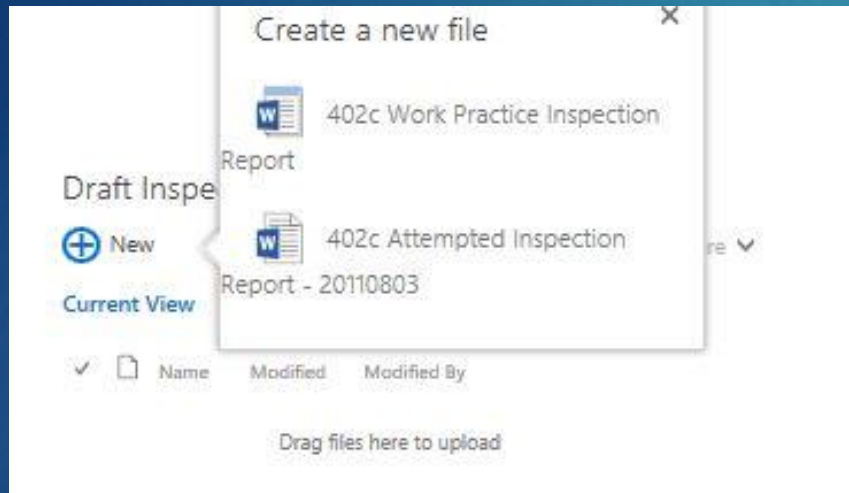 Create a new file
402c Work Practice Inspection
Report
Draft Inspe
New
402c Attempted Inspection
re
Report - 20110803
Current View
Name Modified Modified By
Drag files here to upload